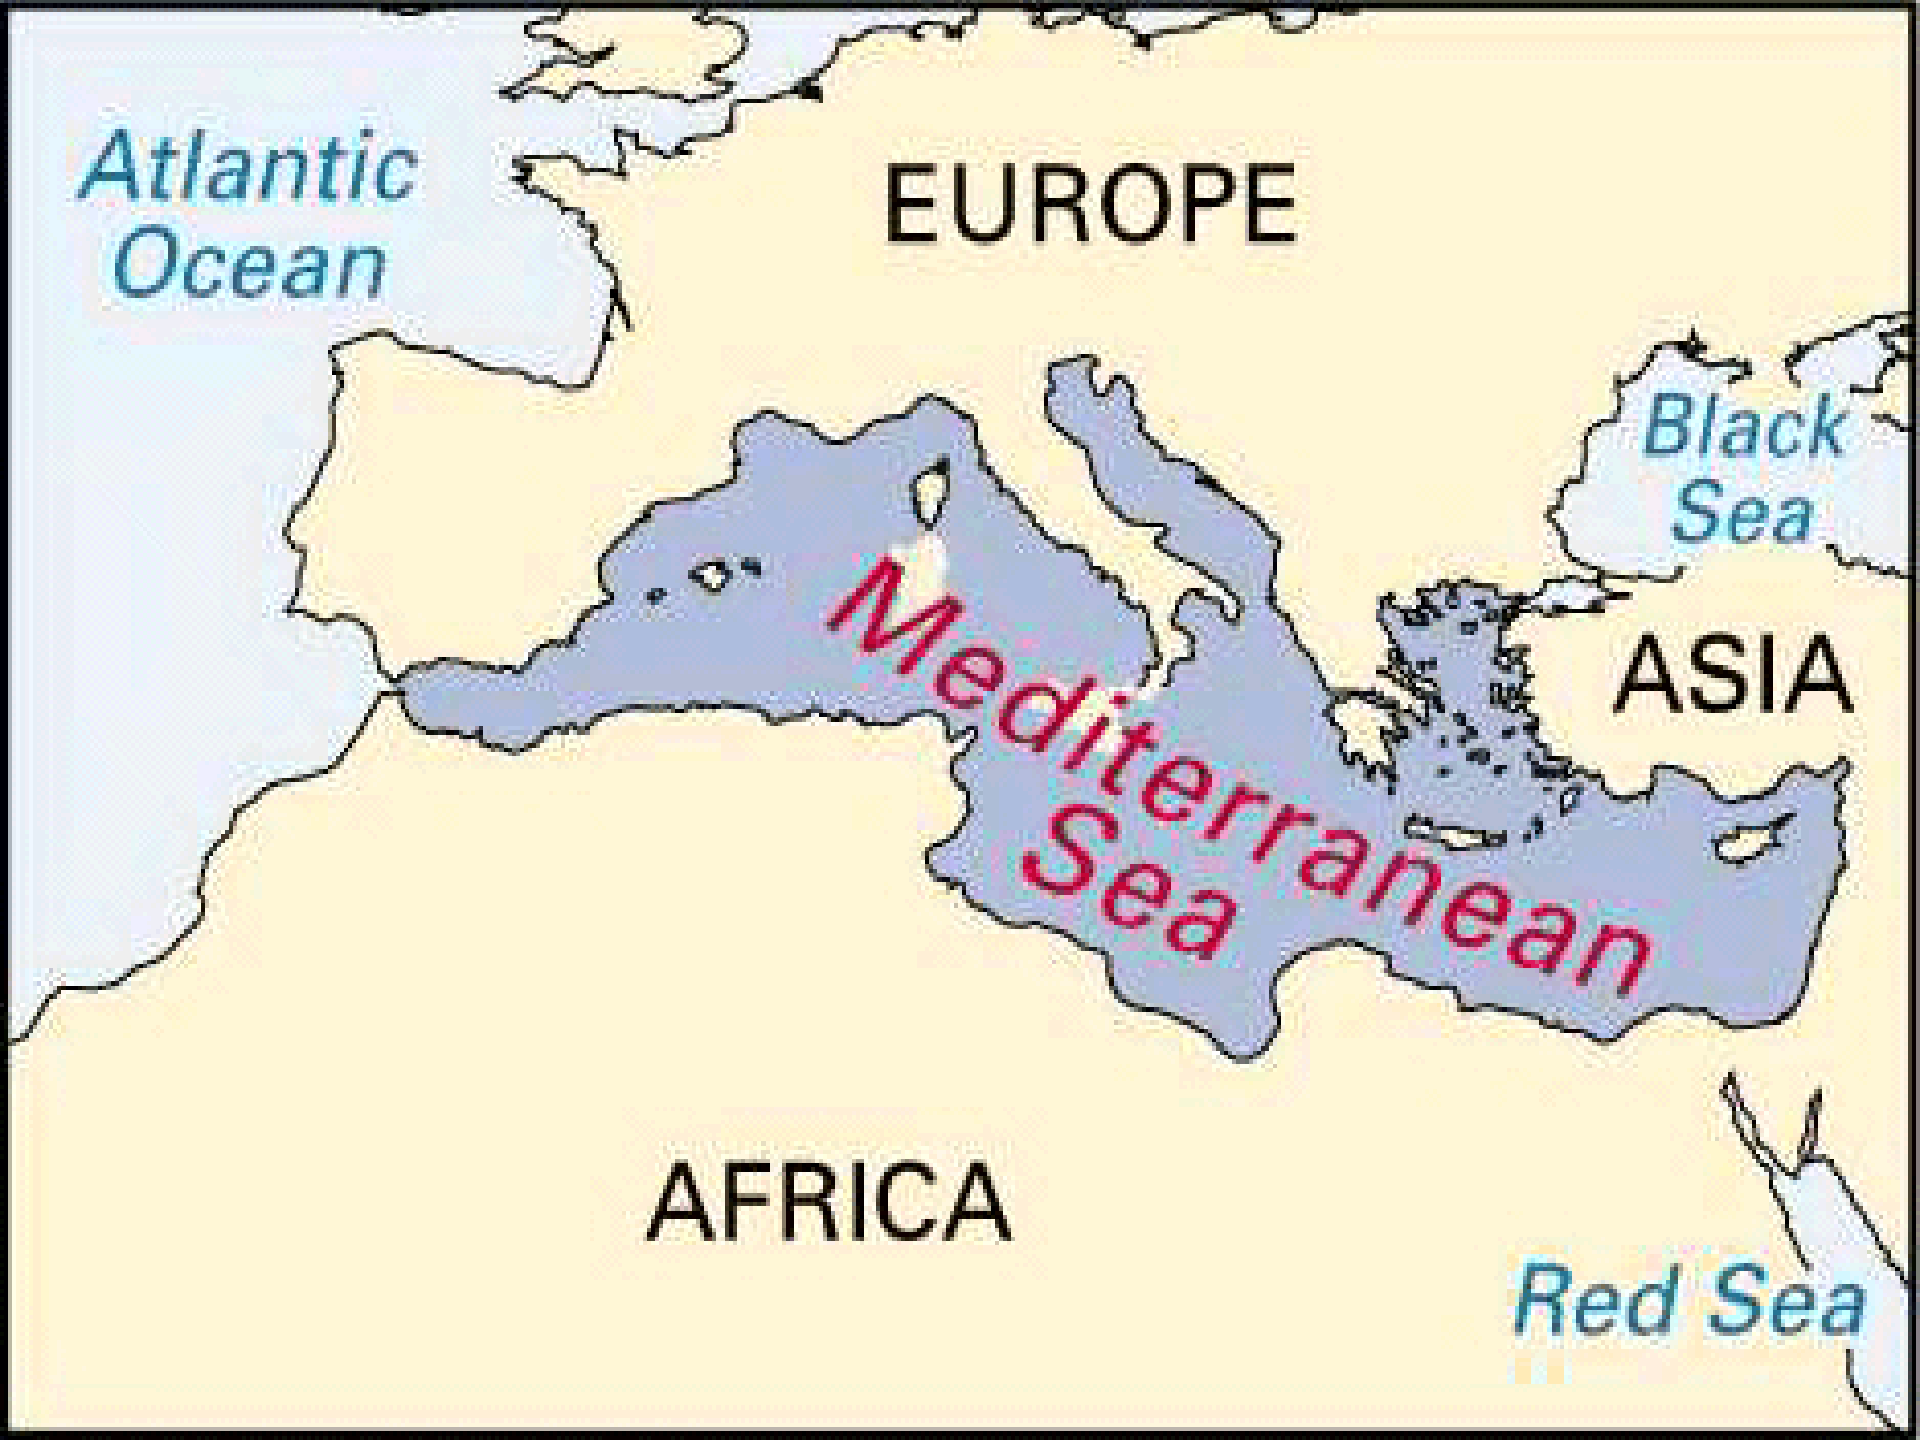 Atlantic
Ocean
EUROPE
Black
Sea
ASIA
Mediterranean
Sea
AFRICA
Red Sea